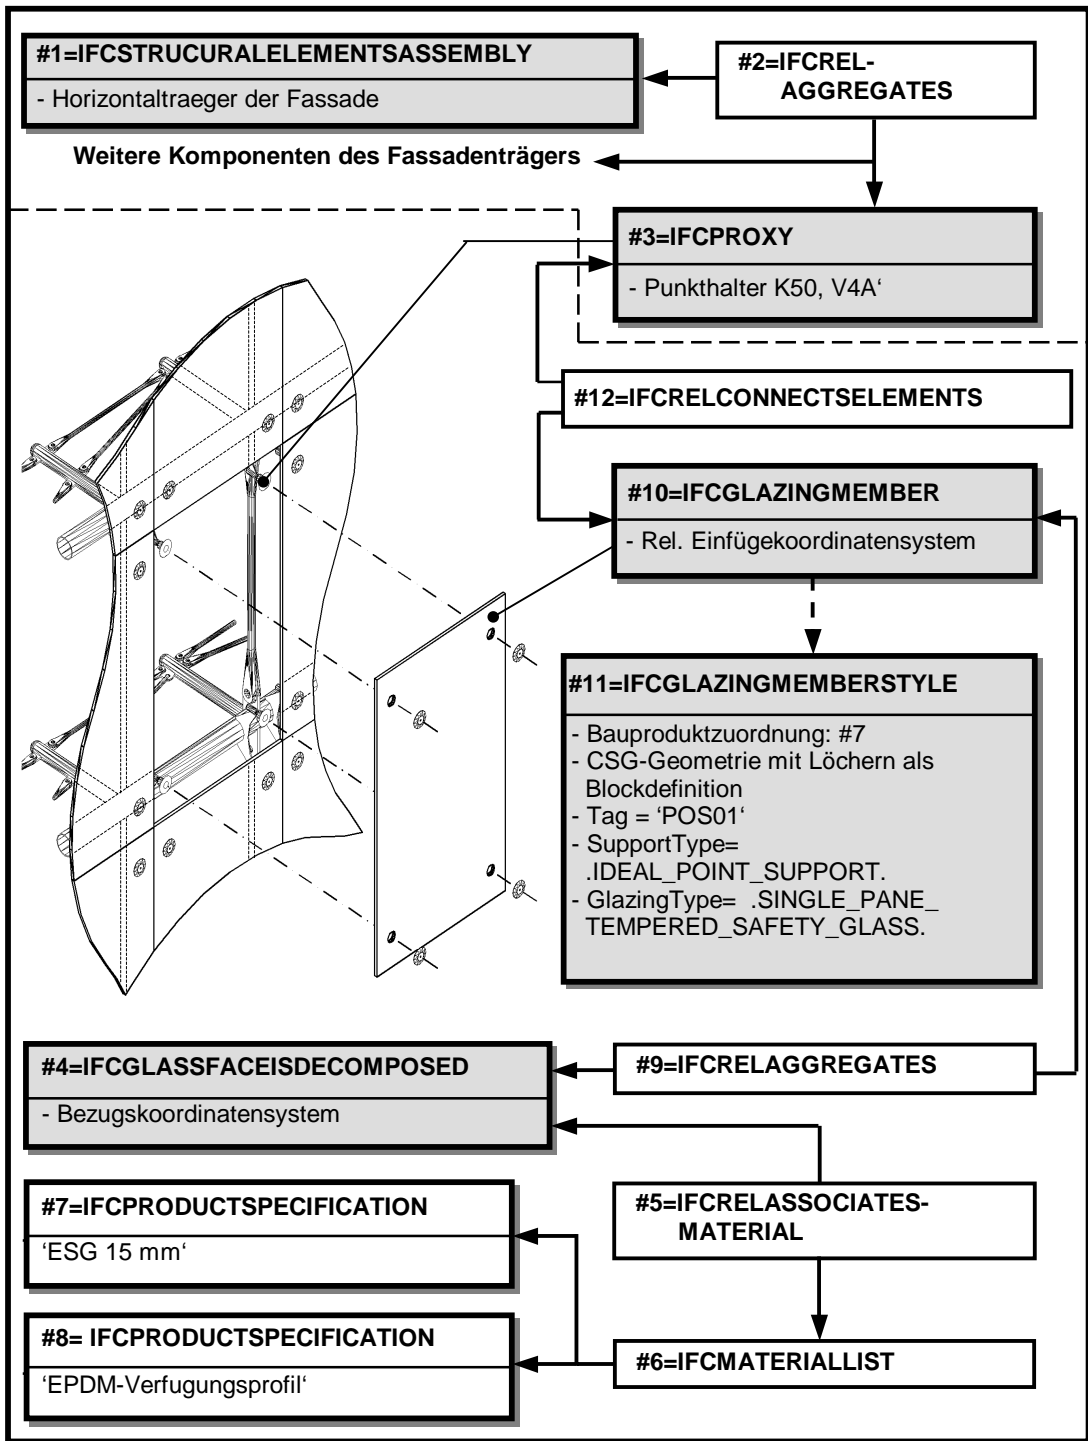 #1=IFCSTRUCURALELEMENTSASSEMBLY
- Horizontaltraeger der Fassade
#2=IFCREL-
AGGREGATES
Weitere Komponenten des Fassadenträgers
#3=IFCPROXY
- Punkthalter K50, V4A‘
#12=IFCRELCONNECTSELEMENTS
#10=IFCGLAZINGMEMBER
- Rel. Einfügekoordinatensystem
#11=IFCGLAZINGMEMBERSTYLE
- Bauproduktzuordnung: #7
- CSG-Geometrie mit Löchern als
Blockdefinition
- Tag = ‘POS01‘
- SupportType=
.IDEAL_POINT_SUPPORT.
- GlazingType= .SINGLE_PANE_
TEMPERED_SAFETY_GLASS.
#4=IFCGLASSFACEISDECOMPOSED
- Bezugskoordinatensystem
#9=IFCRELAGGREGATES
#7=IFCPRODUCTSPECIFICATION
‘ESG 15 mm‘
#5=IFCRELASSOCIATES-
MATERIAL
#8= IFCPRODUCTSPECIFICATION
‘EPDM-Verfugungsprofil‘
#6=IFCMATERIALLIST